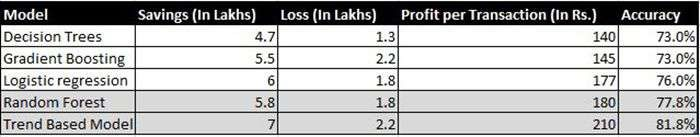 Model Savings (In Lakhs) Loss (In Lakhs) Profit per Transaction (In Rs.) Accuracy
Decision Trees 4.7 1.3 140 73.0%
Gradient Boosting 5.5 2.2 145 73.0%
Logistic regression 6 1.8 177 76.0%
Random Forest 5.8 1.8 180 77.8%
Trend Based Model 7 2.2 210 81.8%